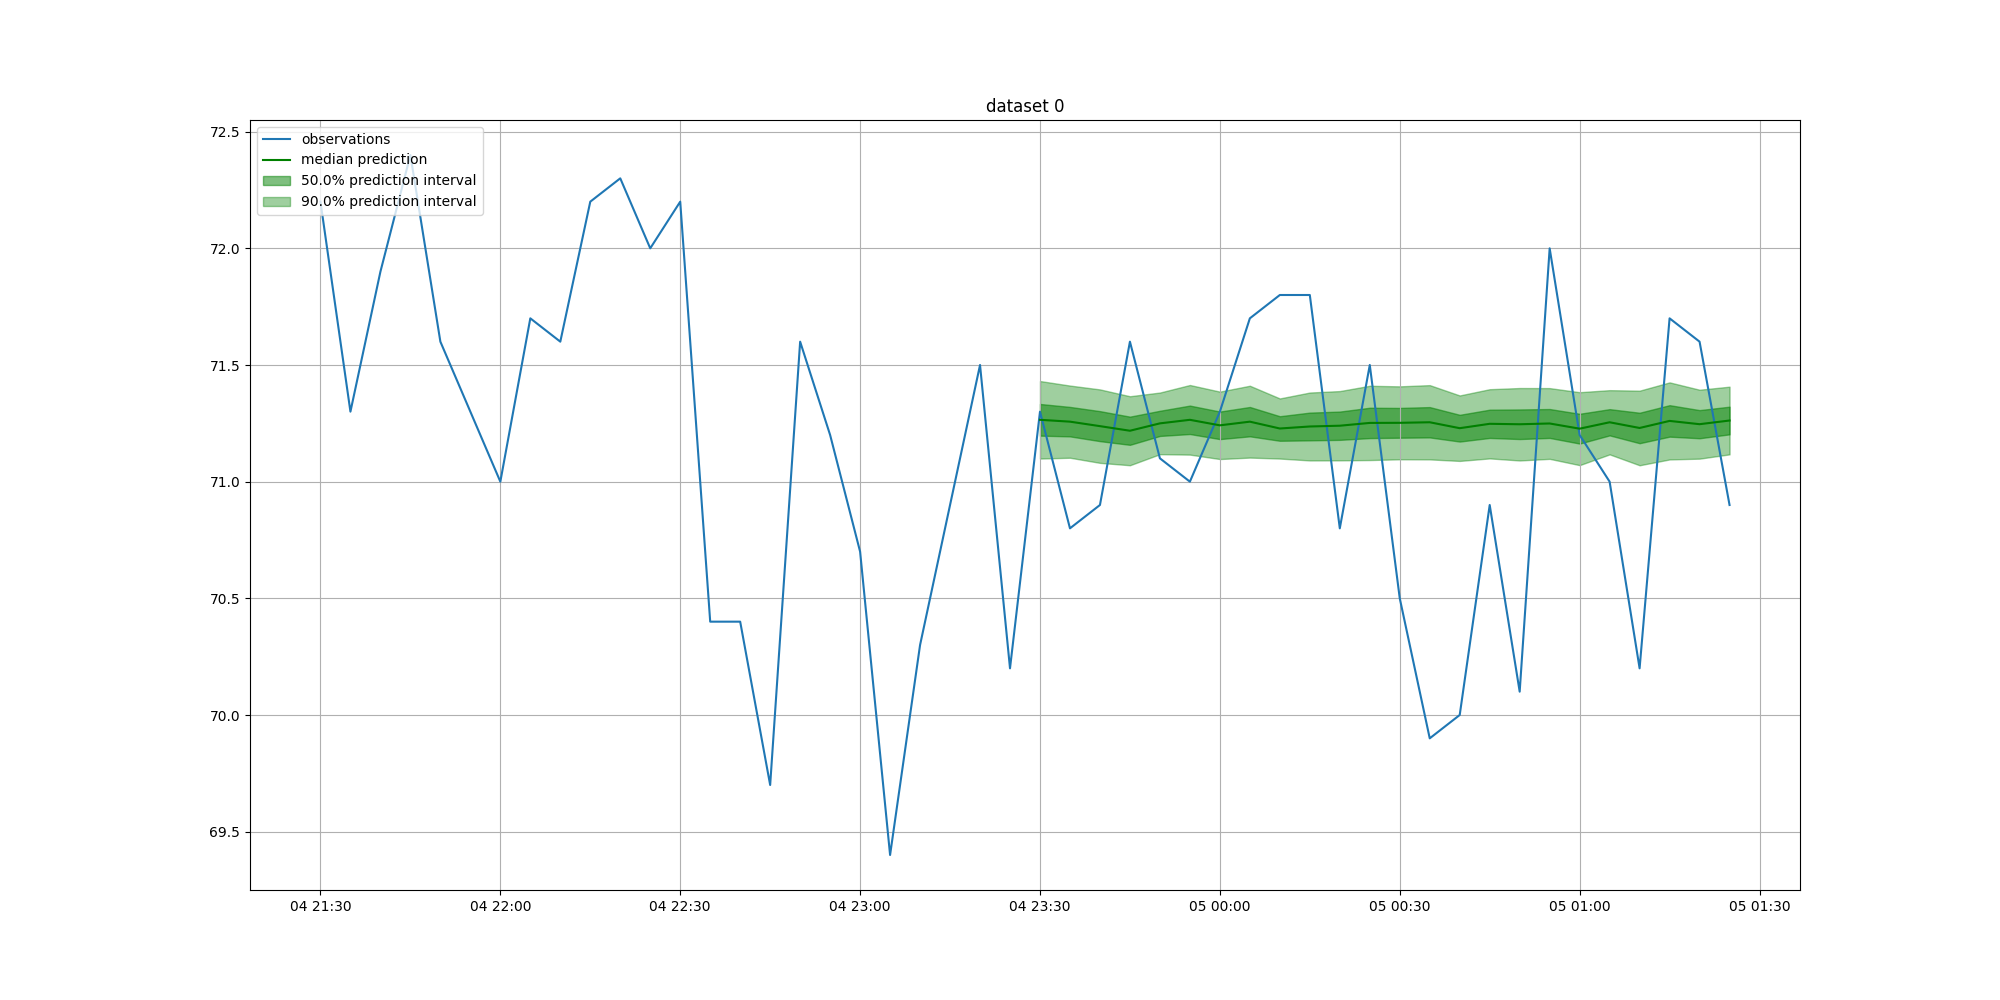 dataset 0
72.5
72.0
71.5
71.0
70.5
70.0
69.5
observations
median prediction
50.0% prediction interval
90.0% prediction interval
04 21:30 04 22:00 04 22:30 04 23:00 04 23:30 05 00:00 05 00:30 05 01:00 05 01:30